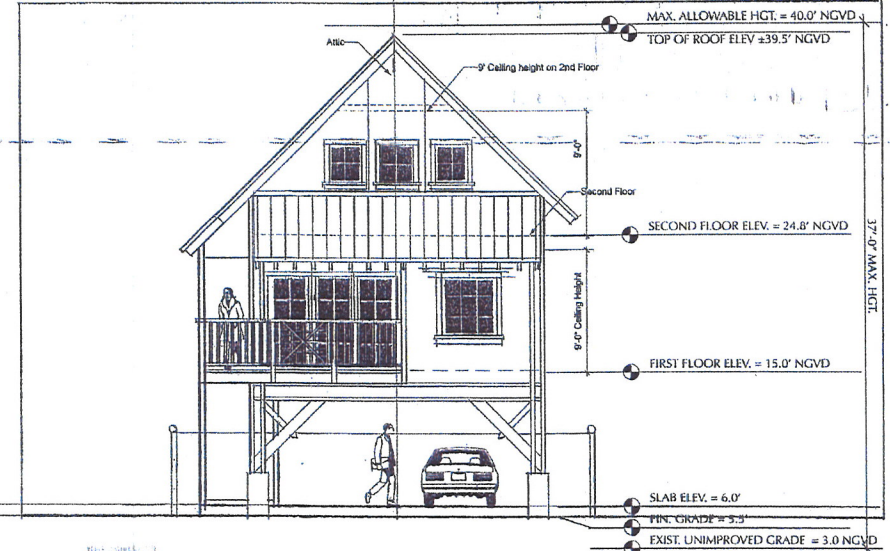 MAX. ALLOWABLE HGT. = 40.0' NGVD
TOP OF ROOF ELEV ±39.5' NGVD
Attic
9' Ceiling height on 2nd Floor
9'-0"
Second Floor
SECOND FLOOR ELEV. = 24.8' NGVD
37'-0" MAX. HGT.
9'-0" Ceiling Height
FIRST FLOOR ELEV. = 15.0' NGVD
SLAB ELEV. = 6.0'
FIN. GRADE = 5.5'
EXIST. UNIMPROVED GRADE = 3.0 NGVD